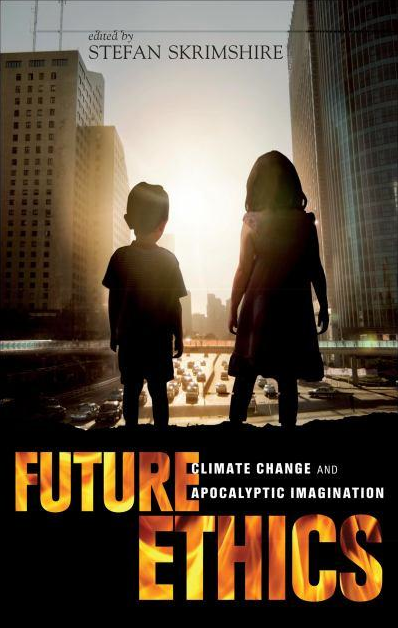 edited by
STEFAN SKRIMSHIRE
FUTURE
CLIMATE CHANGE AND
APOCALYPTIC IMAGINATION
ETHICS